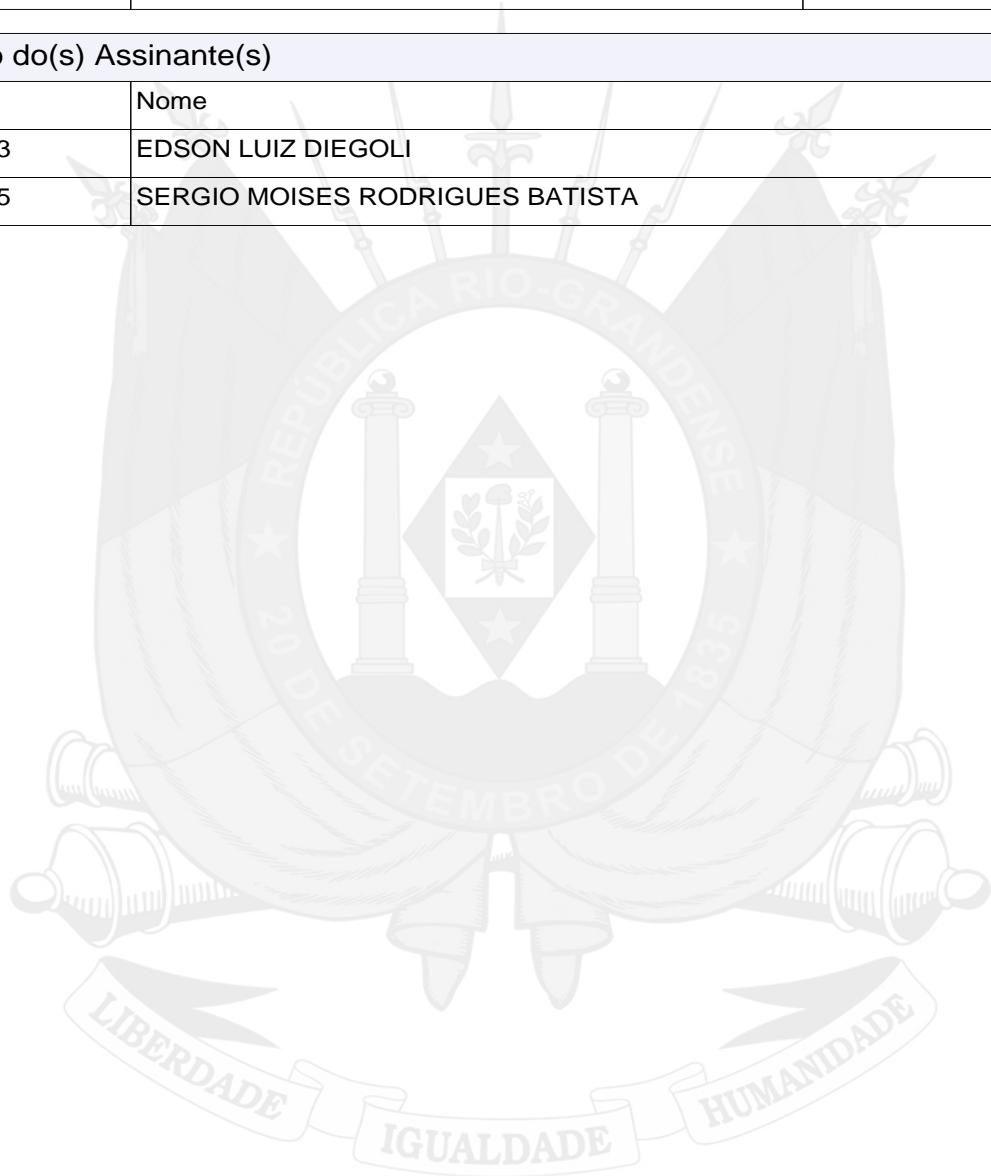 o do(s) Assinante(s)
Nome
3 EDSON LUIZ DIEGOLI
5 SERGIO MOISES RODRIGUES BATISTA
REPÚBLICA RIO-GRANDENSE
20 DE SETEMBRO DE 1835
LIBERDADE IGUALDADE HUMANIDADE